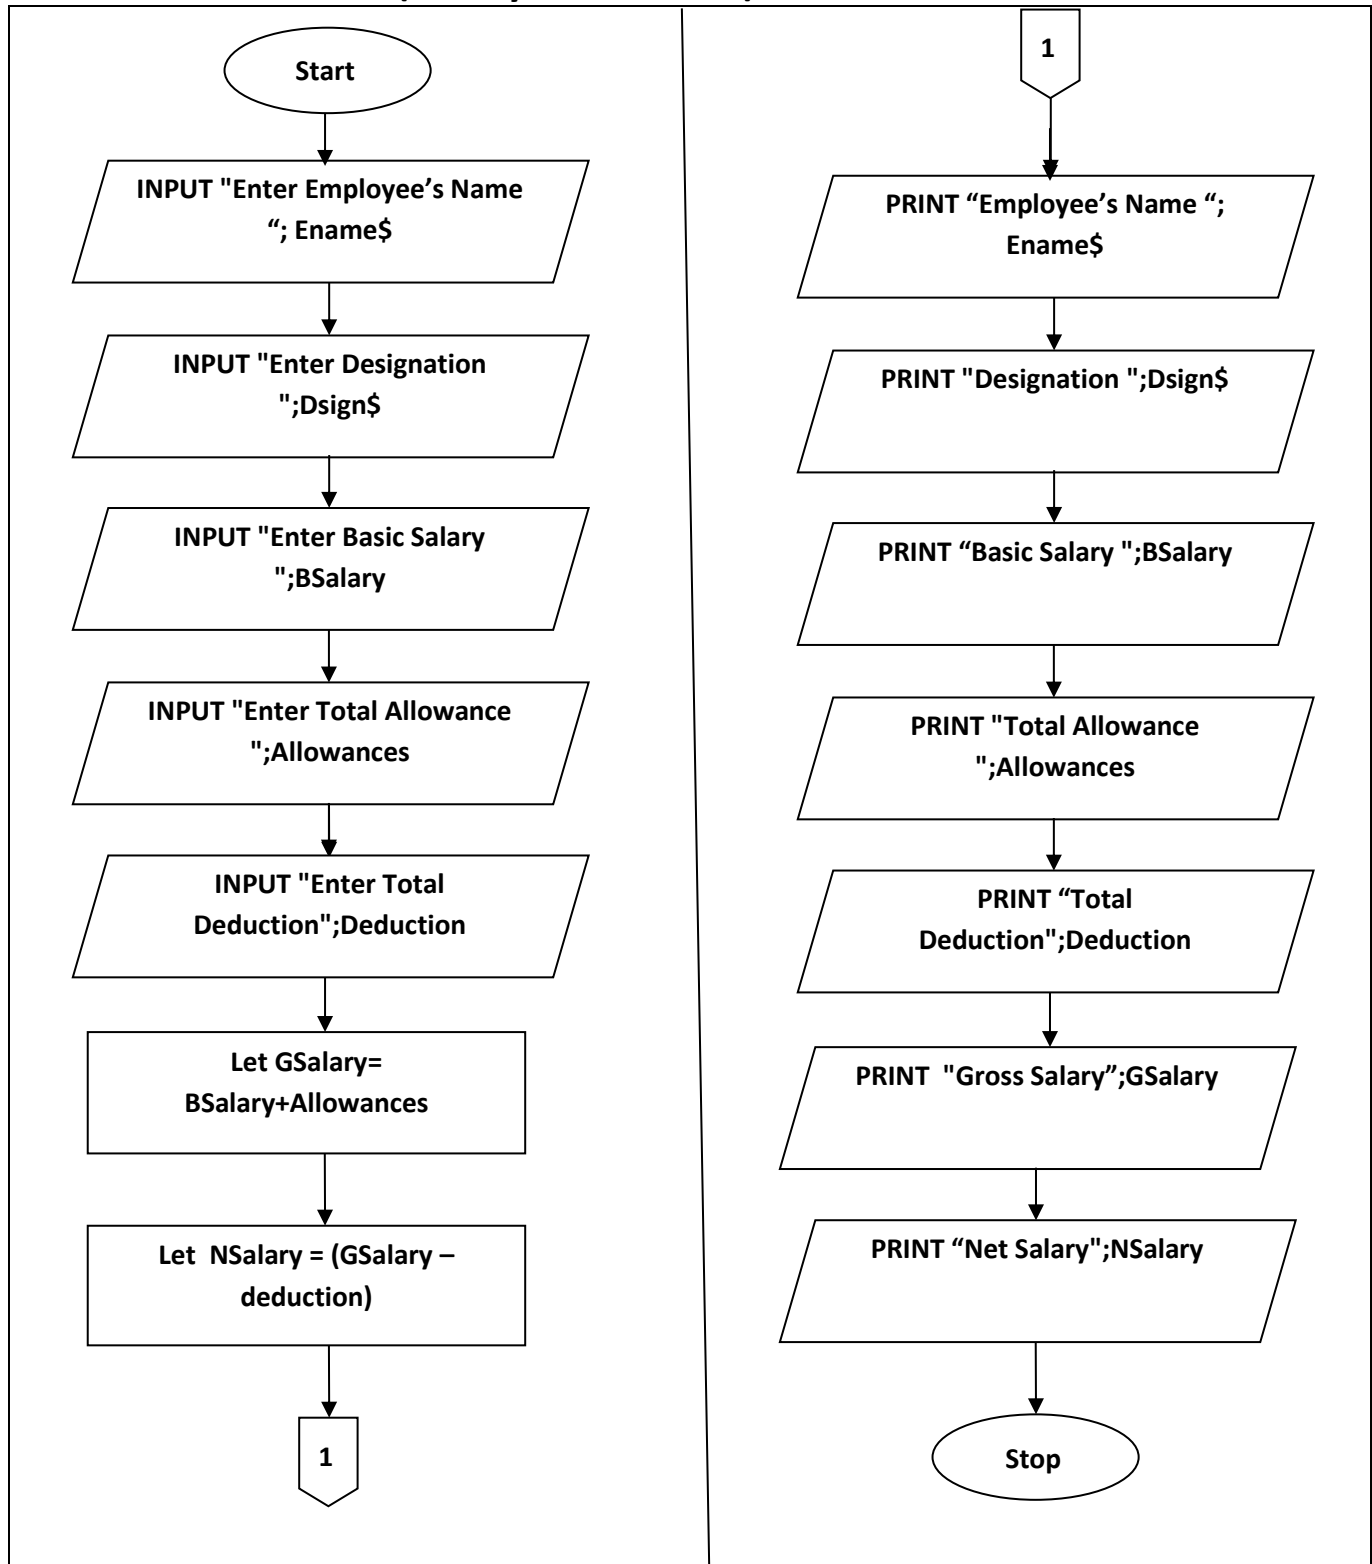 Start
INPUT "Enter Employee’s Name
“; Ename$
INPUT "Enter Designation
";Dsign$
INPUT "Enter Basic Salary
";BSalary
INPUT "Enter Total Allowance
";Allowances
INPUT "Enter Total
Deduction";Deduction
Let GSalary=
BSalary+Allowances
Let  NSalary = (GSalary –
deduction)
1
1
PRINT “Employee’s Name “;
Ename$
PRINT "Designation ";Dsign$
PRINT “Basic Salary ";BSalary
PRINT "Total Allowance
";Allowances
PRINT “Total
Deduction";Deduction
PRINT  "Gross Salary”;GSalary
PRINT “Net Salary";NSalary
Stop